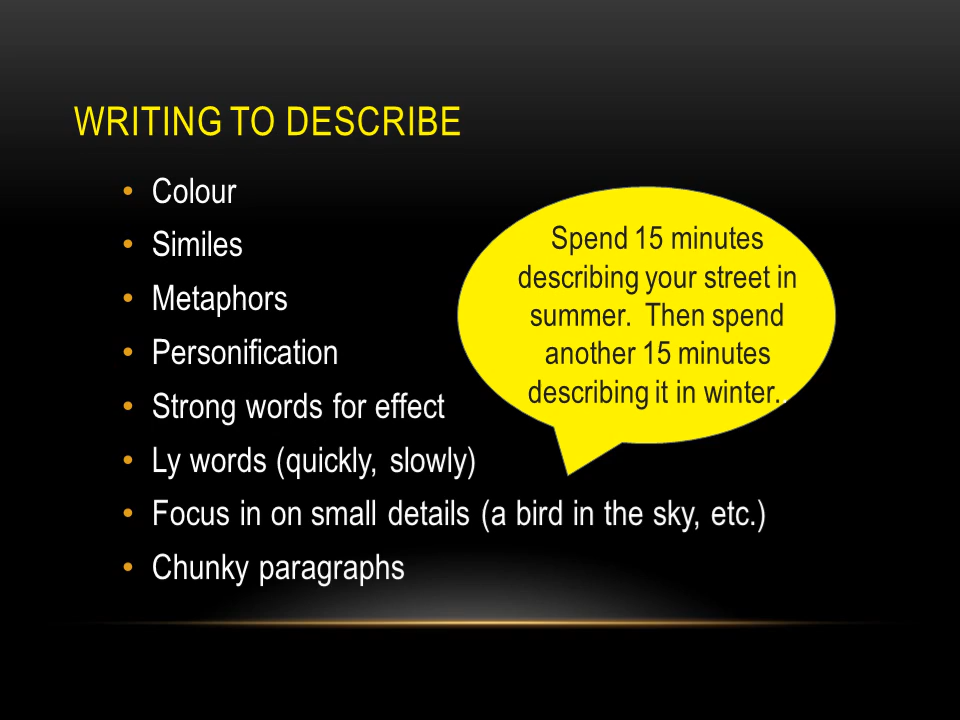 WRITING TO DESCRIBE
• Colour
• Similes
• Metaphors
• Personification
• Strong words for effect
• Ly words (quickly, slowly)
• Focus in on small details (a bird in the sky, etc.)
• Chunky paragraphs
Spend 15 minutes
describing your street in
summer.  Then spend
another 15 minutes
describing it in winter..